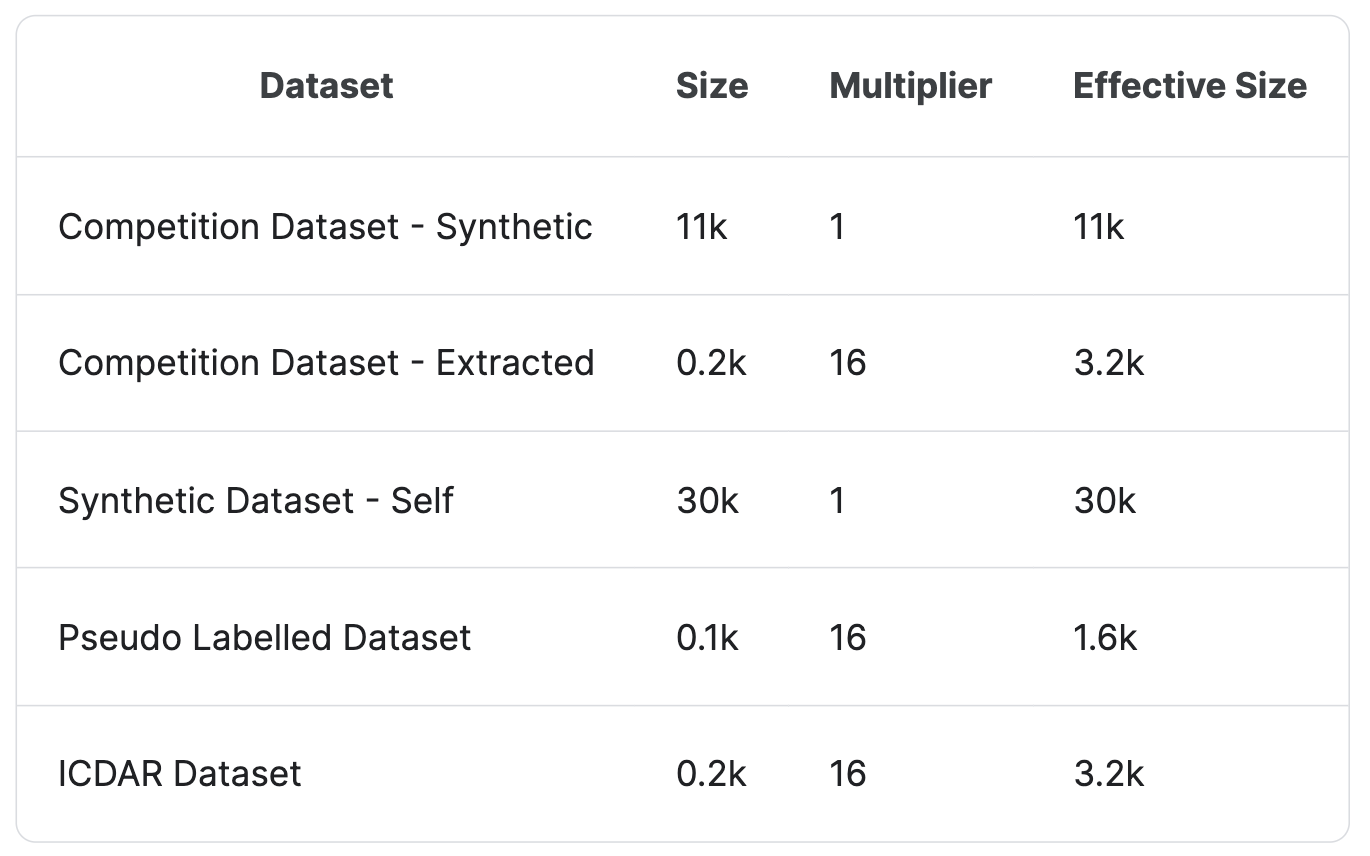 Dataset Size Multiplier Effective Size
Competition Dataset - Synthetic 11k 1 11k
Competition Dataset - Extracted 0.2k 16 3.2k
Synthetic Dataset - Self 30k 1 30k
Pseudo Labelled Dataset 0.1k 16 1.6k
ICDAR Dataset 0.2k 16 3.2k